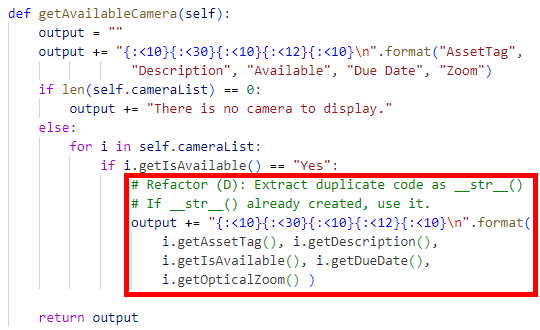 def getAvailableCamera(self):
    output = ""
    output += "{:<10}{:<30}{:<10}{:<12}{:<10}\n".format("AssetTag",
            "Description", "Available", "Due Date", "Zoom")
    if len(self.cameraList) == 0:
        output += "There is no camera to display."
    else:
        for i in self.cameraList:
            if i.getIsAvailable() == "Yes":
                # Refactor (D): Extract duplicate code as __str__()
                # If __str__() already created, use it.
                output += "{:<10}{:<30}{:<10}{:<12}{:<10}\n".format(
                    i.getAssetTag(), i.getDescription(),
                    i.getIsAvailable(), i.getDueDate(),
                    i.getOpticalZoom() )
    return output